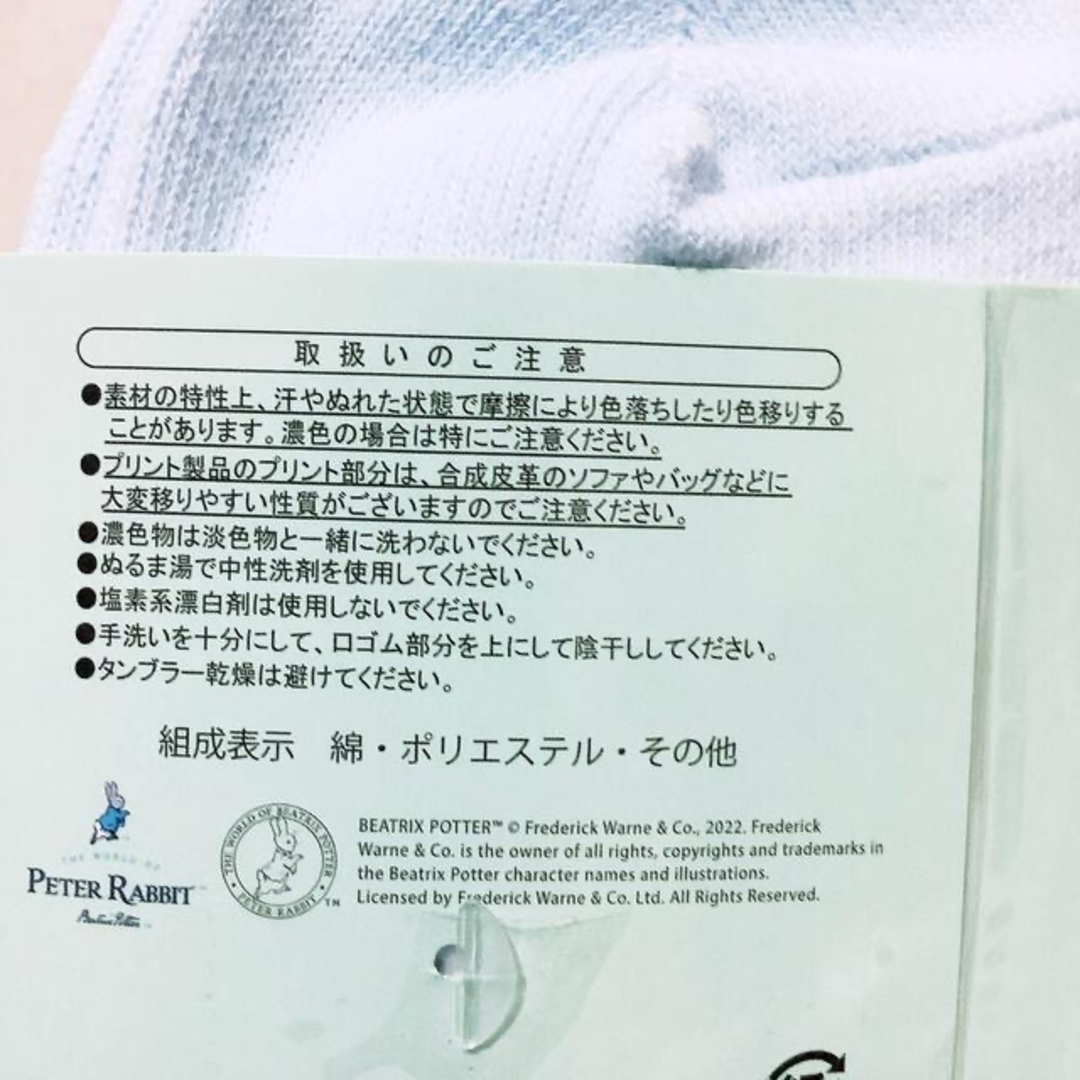 取扱いのご注意
●素材の特性上、汗やぬれた状態で摩擦により色落ちしたり色移りする
ことがあります。濃色の場合は特にご注意ください。
●プリント製品のプリント部分は、合成皮革のソファやバッグなどに
大変移りやすい性質がございますのでご注意ください。
●濃色物は淡色物と一緒に洗わないでください。
●ぬるま湯で中性洗剤を使用してください。
●塩素系漂白剤は使用しないでください。
●手洗いを十分にして、口ゴム部分を上にして陰干ししてください。
●タンブラー乾燥は避けてください。
組成表示 綿・ポリエステル・その他
THE WORLD OF
PETER RABBIT™
Beatrix Potter™
THE WORLD OF BEATRIX POTTER
• PETER RABBIT • TM
BEATRIX POTTER™ © Frederick Warne & Co., 2022. Frederick
Warne & Co. is the owner of all rights, copyrights and trademarks in
the Beatrix Potter character names and illustrations.
Licensed by Frederick Warne & Co. Ltd. All Rights Reserved.